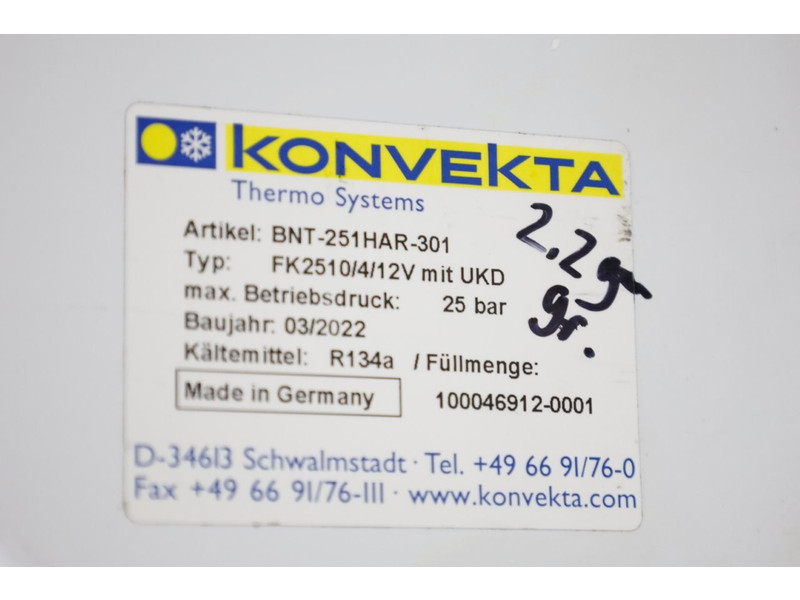 KONVEKTA
Thermo Systems
Artikel: BNT-251HAR-301
Typ: FK2510/4/12V mit UKD
max. Betriebsdruck: 25 bar
Baujahr: 03/2022
Kältemittel: R134a / Füllmenge:
Made in Germany 100046912-0001
D-34613 Schwalmstadt · Tel. +49 66 91/76-0
Fax +49 66 91/76-111 · www.konvekta.com
gr.